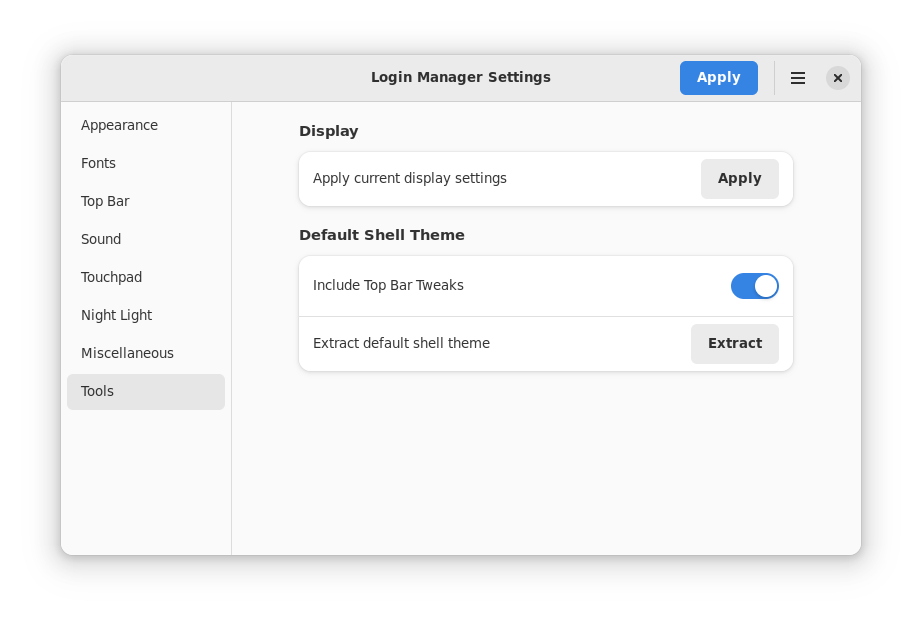 Login Manager Settings
Apply
Appearance
Fonts
Top Bar
Sound
Touchpad
Night Light
Miscellaneous
Tools
Display
Apply current display settings
Apply
Default Shell Theme
Include Top Bar Tweaks
Extract default shell theme
Extract